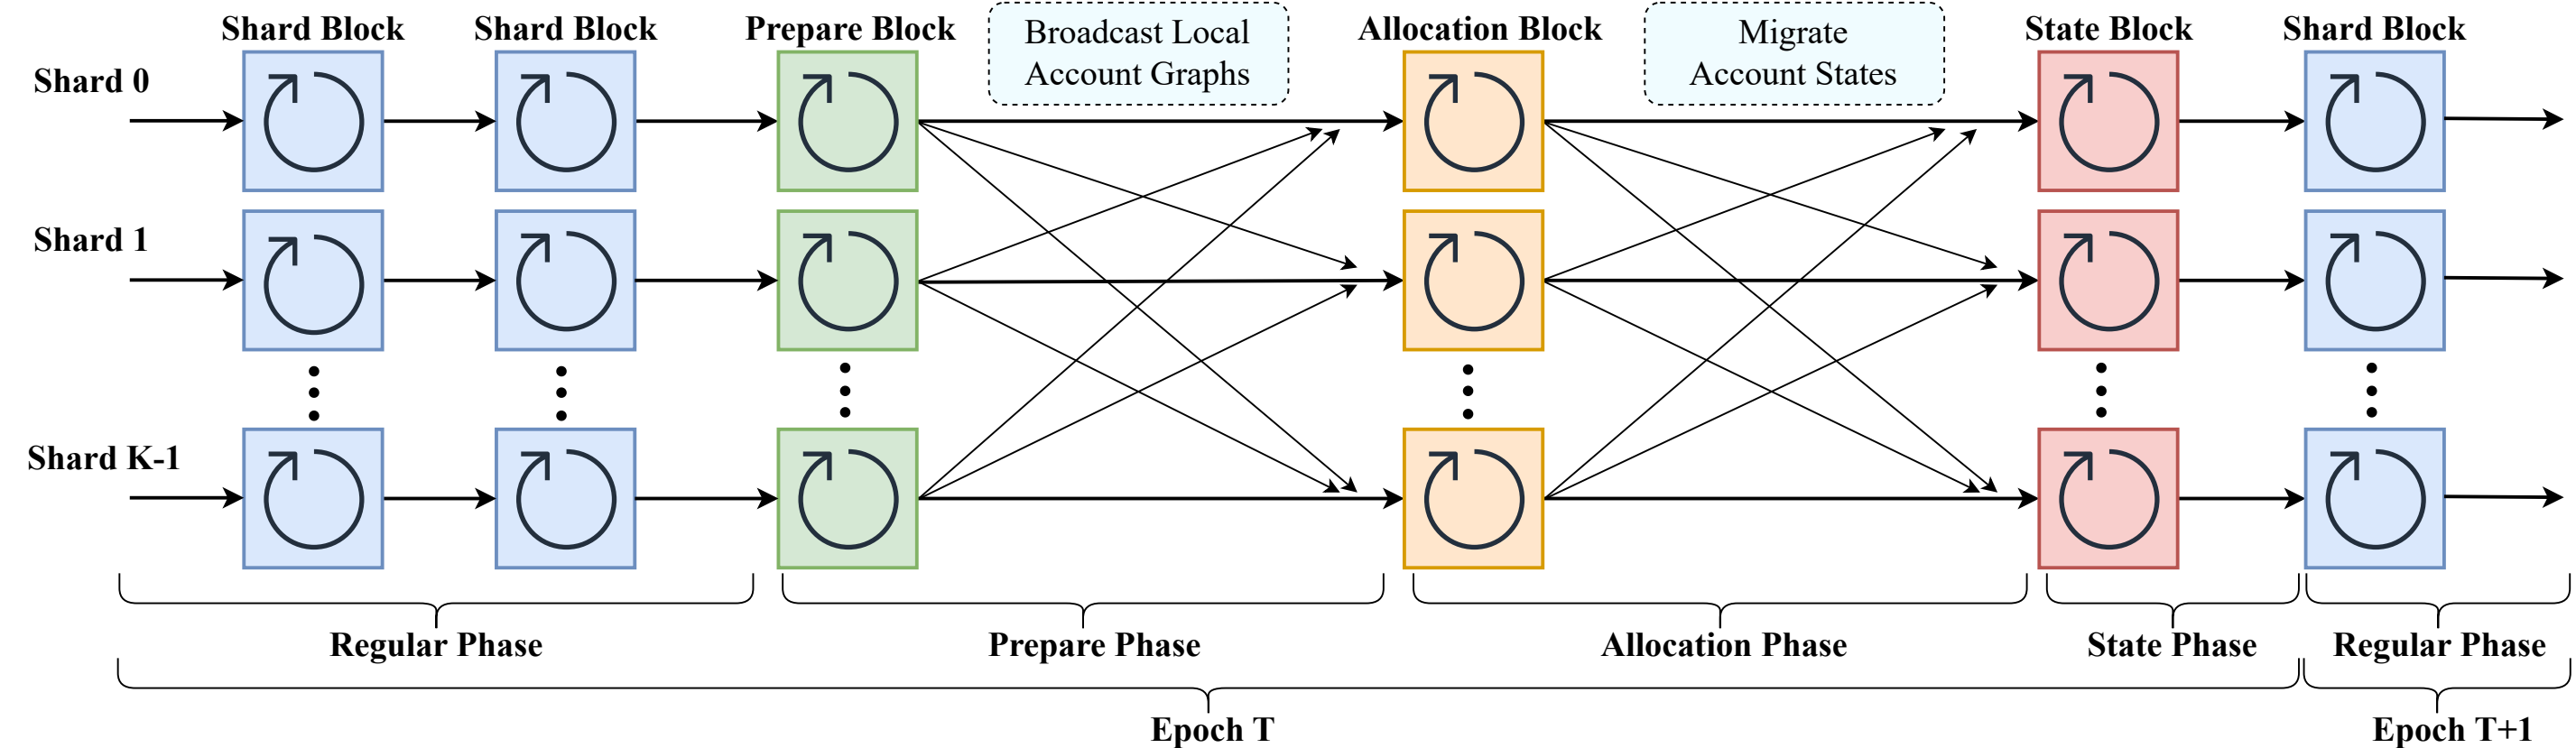 Shard Block
Shard Block
Prepare Block
Broadcast Local
Account Graphs
Allocation Block
Migrate
Account States
State Block
Shard Block
Shard 0
Shard 1
Shard K-1
Regular Phase
Prepare Phase
Allocation Phase
State Phase
Regular Phase
Epoch T
Epoch T+1